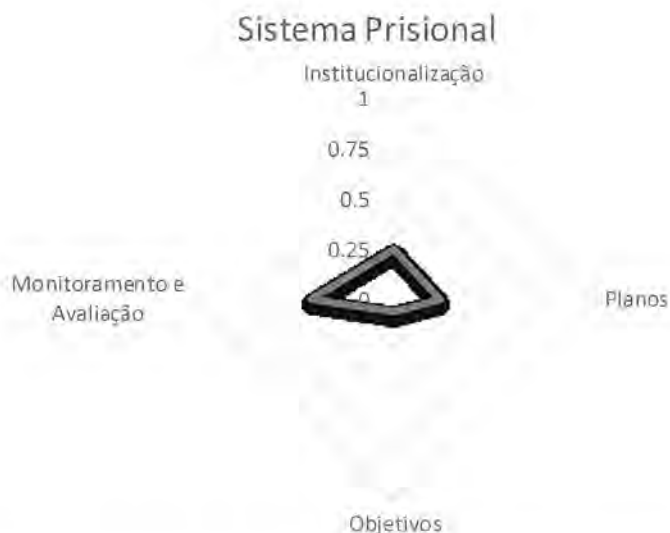 Sistema Prisional
Institucionalização
1
0.75
0.5
0.25
0
Monitoramento e
Avaliação
Planos
Objetivos